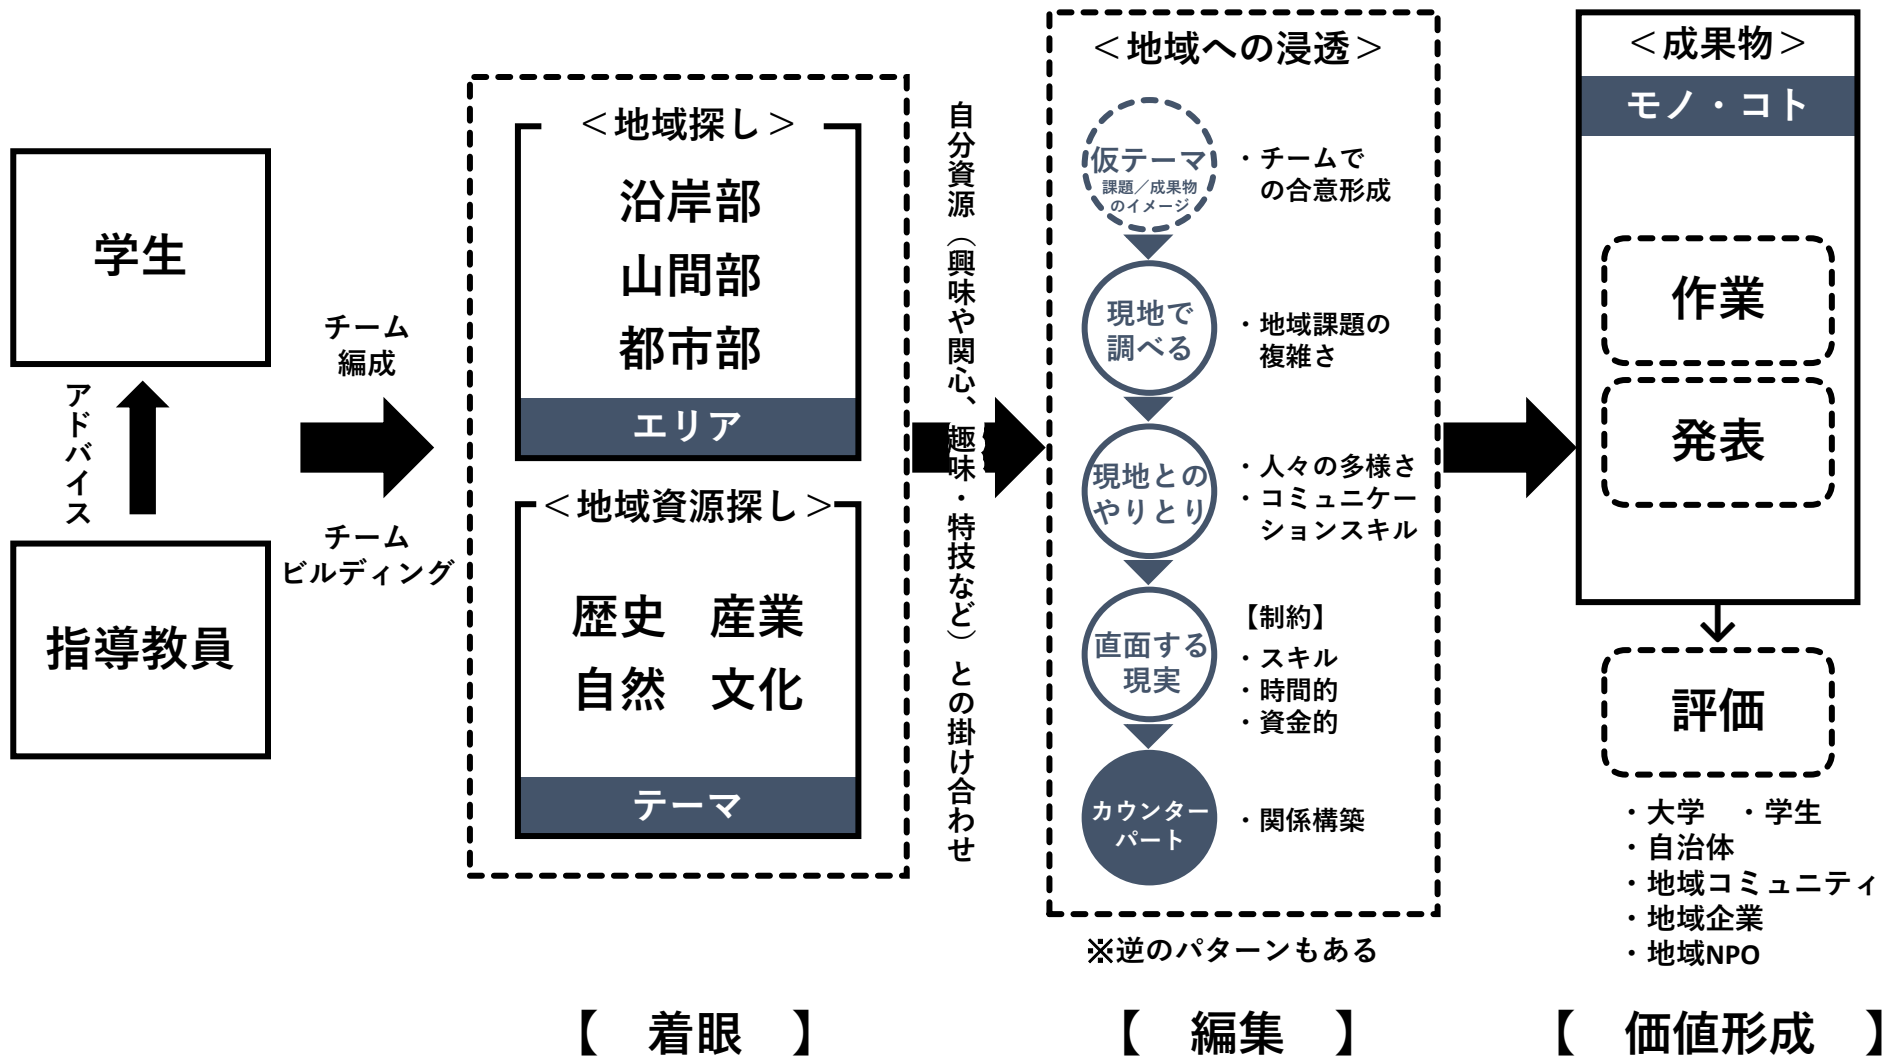 学生
アドバイス
指導教員
チーム
編成
チーム
ビルディング
＜地域探し＞
沿岸部
山間部
都市部
エリア
＜地域資源探し＞
歴史　産業
自然　文化
テーマ
自分資源（興味や関心、趣味・特技など）との掛け合わせ
＜地域への浸透＞
仮テーマ
課題／成果物
のイメージ
・チームで
の合意形成
現地で
調べる
・地域課題の
複雑さ
現地との
やりとり
・人々の多様さ
・コミュニケー
ションスキル
直面する
現実
【制約】
・スキル
・時間的
・資金的
カウンター
パート
・関係構築
※逆のパターンもある
＜成果物＞
モノ・コト
作業
発表
評価
・大学　・学生
・自治体
・地域コミュニティ
・地域企業
・地域NPO
【　着眼　】
【　編集　】
【　価値形成　】